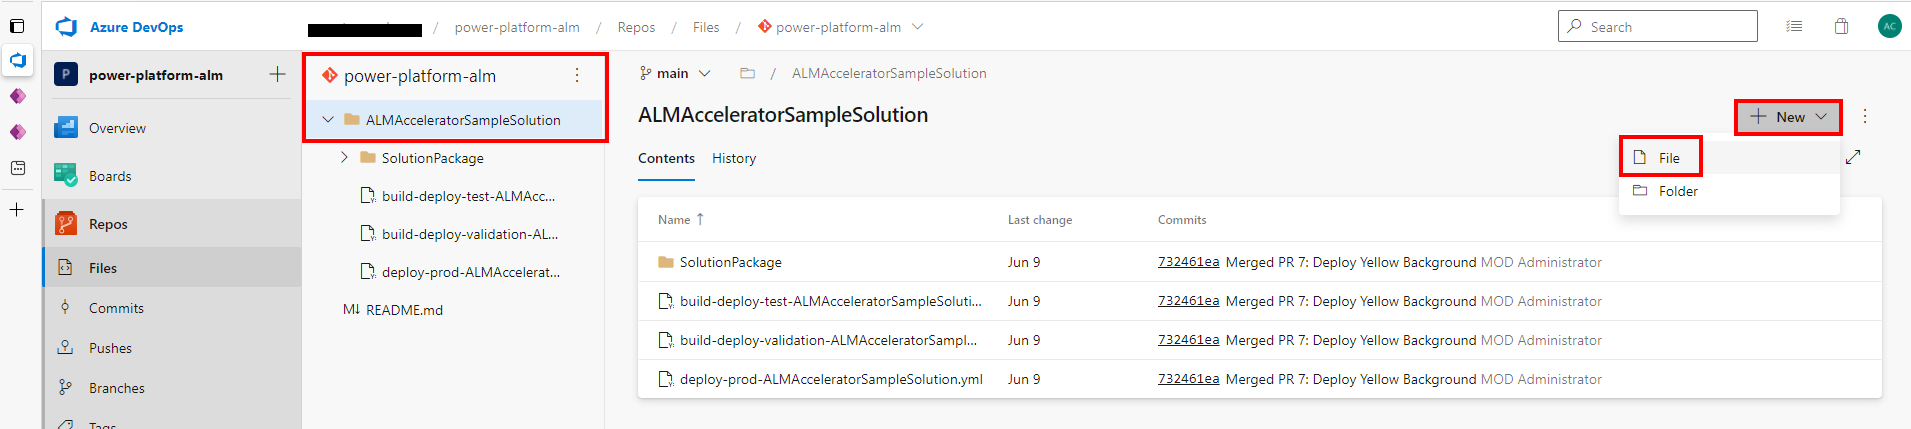 Azure DevOps
/ power-platform-alm / Repos / Files / power-platform-alm
Search
AC
P power-platform-alm
Overview
Boards
Repos
Files
Commits
Pushes
Branches
Tags
power-platform-alm
ALMAcceleratorSampleSolution
SolutionPackage
build-deploy-test-ALMAcc...
build-deploy-validation-AL...
deploy-prod-ALMAccelerat...
M↓ README.md
main / ALMAcceleratorSampleSolution
ALMAcceleratorSampleSolution
New
File
Folder
Contents History
Name ↑ Last change Commits
SolutionPackage Jun 9 732461ea Merged PR 7: Deploy Yellow Background MOD Administrator
build-deploy-test-ALMAcceleratorSampleSoluti... Jun 9 732461ea Merged PR 7: Deploy Yellow Background MOD Administrator
build-deploy-validation-ALMAcceleratorSampl... Jun 9 732461ea Merged PR 7: Deploy Yellow Background MOD Administrator
deploy-prod-ALMAcceleratorSampleSolution.yml Jun 9 732461ea Merged PR 7: Deploy Yellow Background MOD Administrator